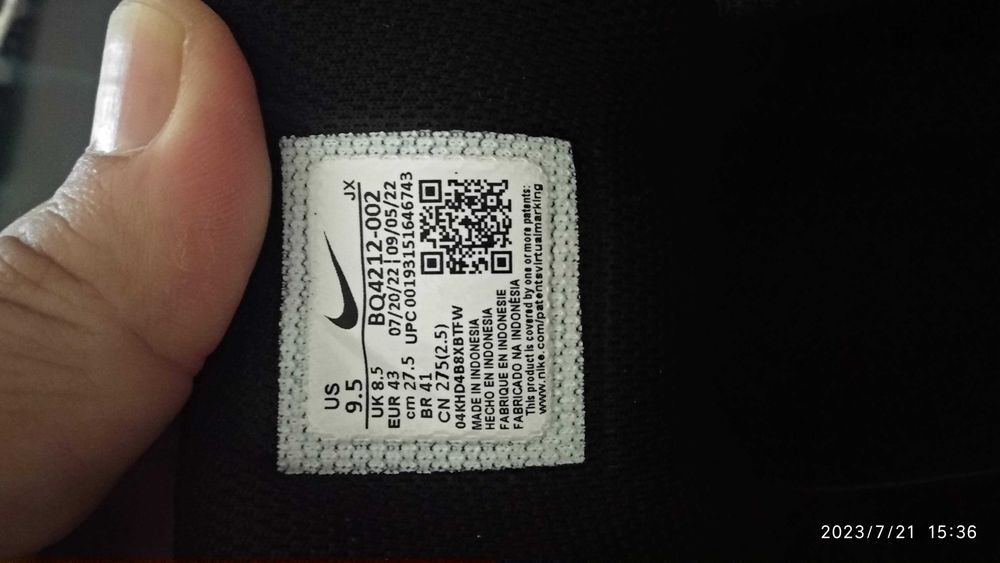 US
9.5
JX
UK 8.5
BQ4212-002
EUR 43
07/20/22 | 09/05/22
cm 27.5
UPC 00193151646743
BR 41
CN 275(2.5)
04KHD4B8XBTFW
MADE IN INDONESIA
HECHO EN INDONESIA
FABRIQUE EN INDONESIE
FABRICADO NA INDONÉSIA
This product is covered by one or more patents:
www.nike.com/patentsvirtualmarking
2023/7/21 15:36